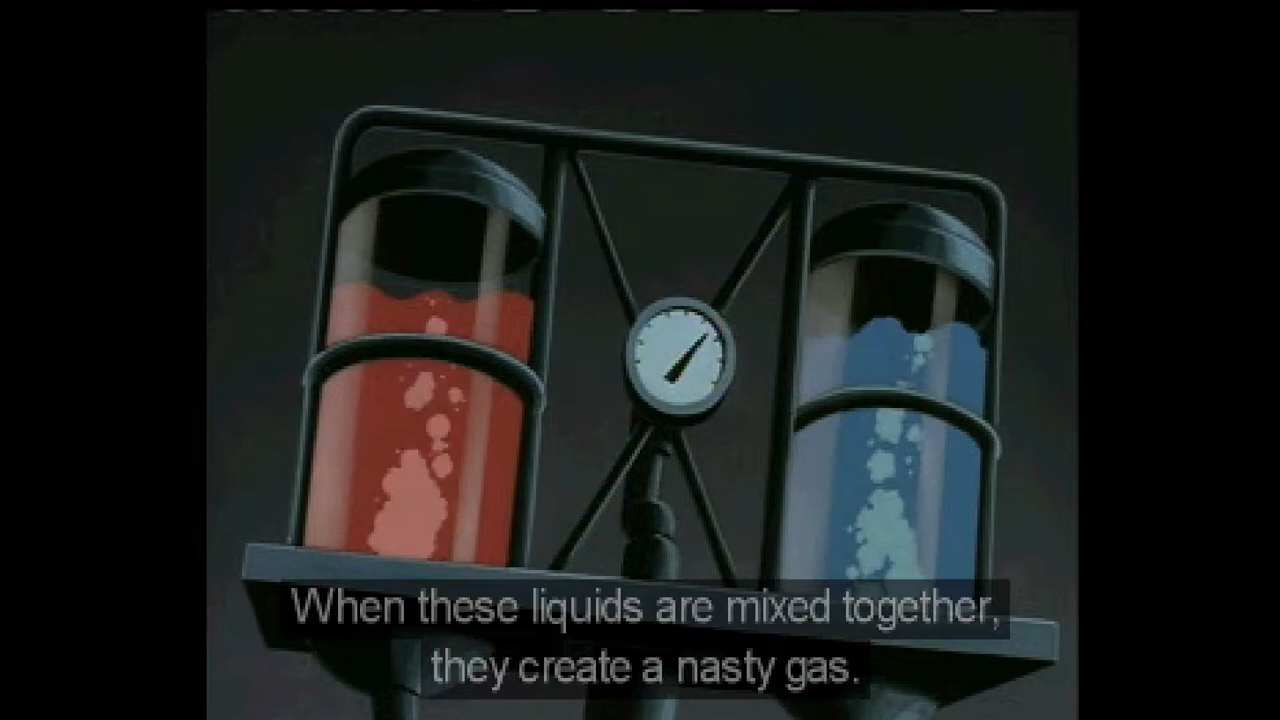 When these liquids are mixed together,
they create a nasty gas.